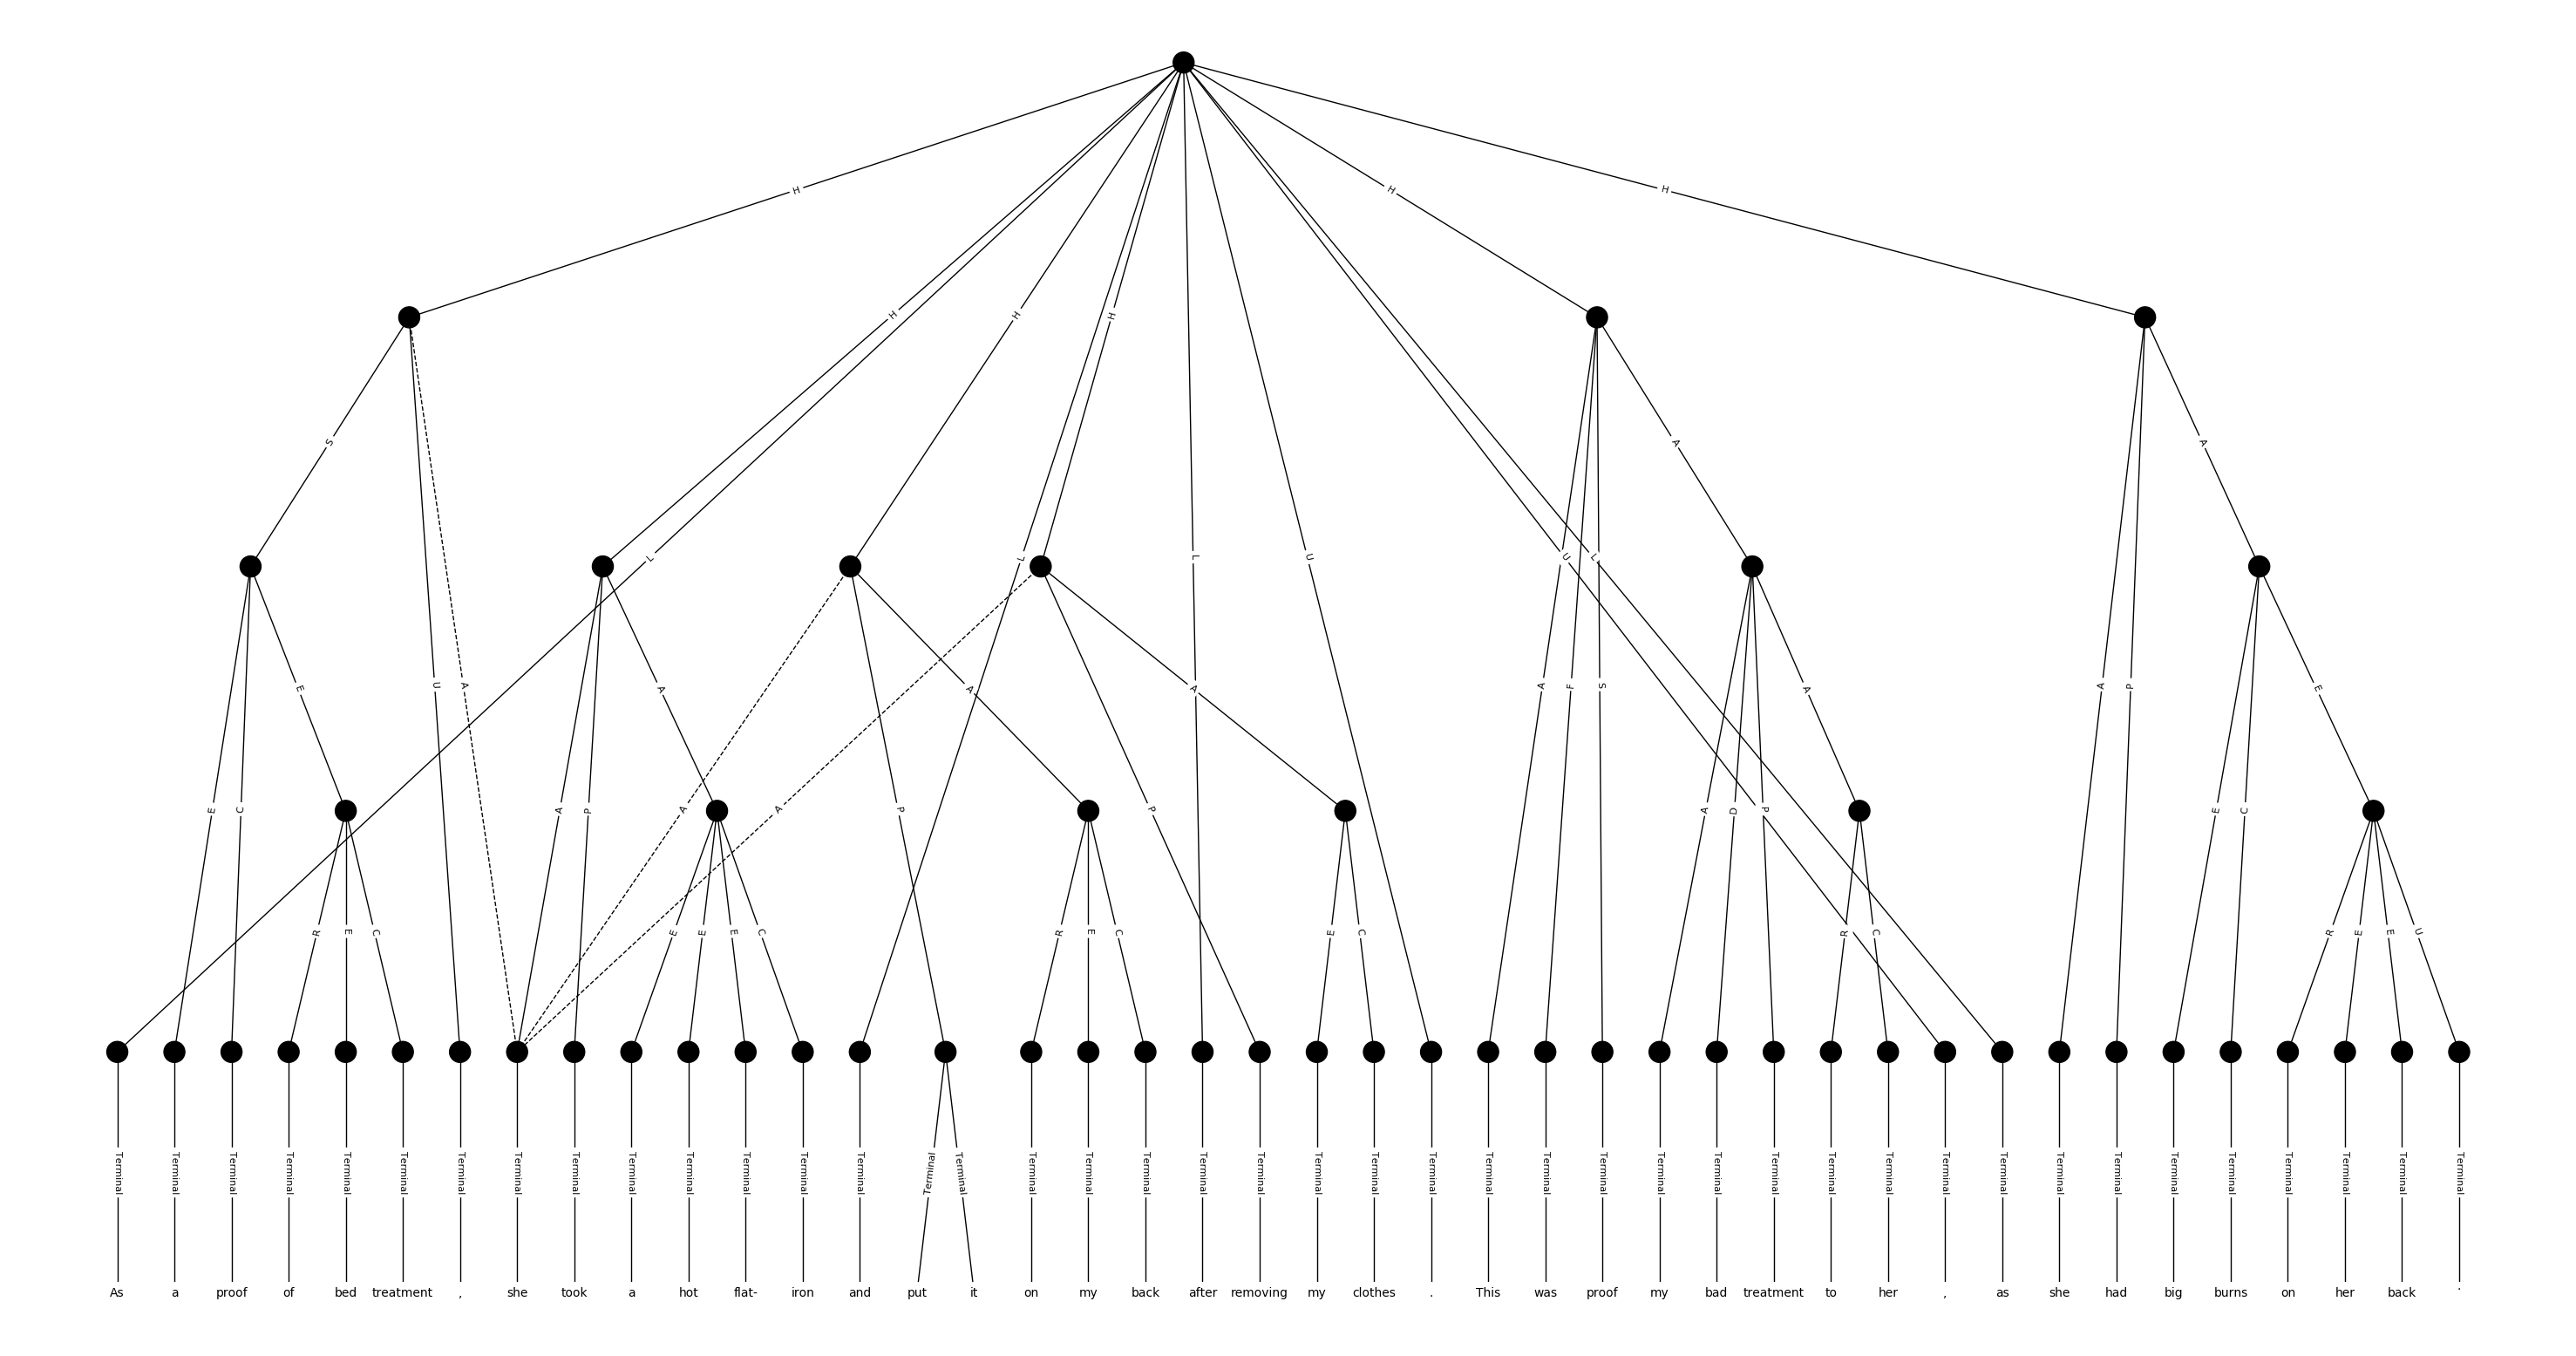 H H
H H H H
S A A
L L L U U L
A A A A P A F S A A P
U A
E E
E C A P A A P P A D P E C
R E C E E E C R E C E C R C R E E U
Terminal Terminal Terminal Terminal Terminal Terminal Terminal Terminal Terminal Terminal Terminal Terminal Terminal Terminal Terminal Terminal Terminal Terminal Terminal Terminal Terminal Terminal Terminal Terminal Terminal Terminal Terminal Terminal Terminal Terminal Terminal Terminal Terminal Terminal Terminal Terminal Terminal Terminal Terminal Terminal Terminal Terminal
As a proof of bed treatment , she took a hot flat- iron and put it on my back after removing my clothes . This was proof my bad treatment to her , as she had big burns on her back .